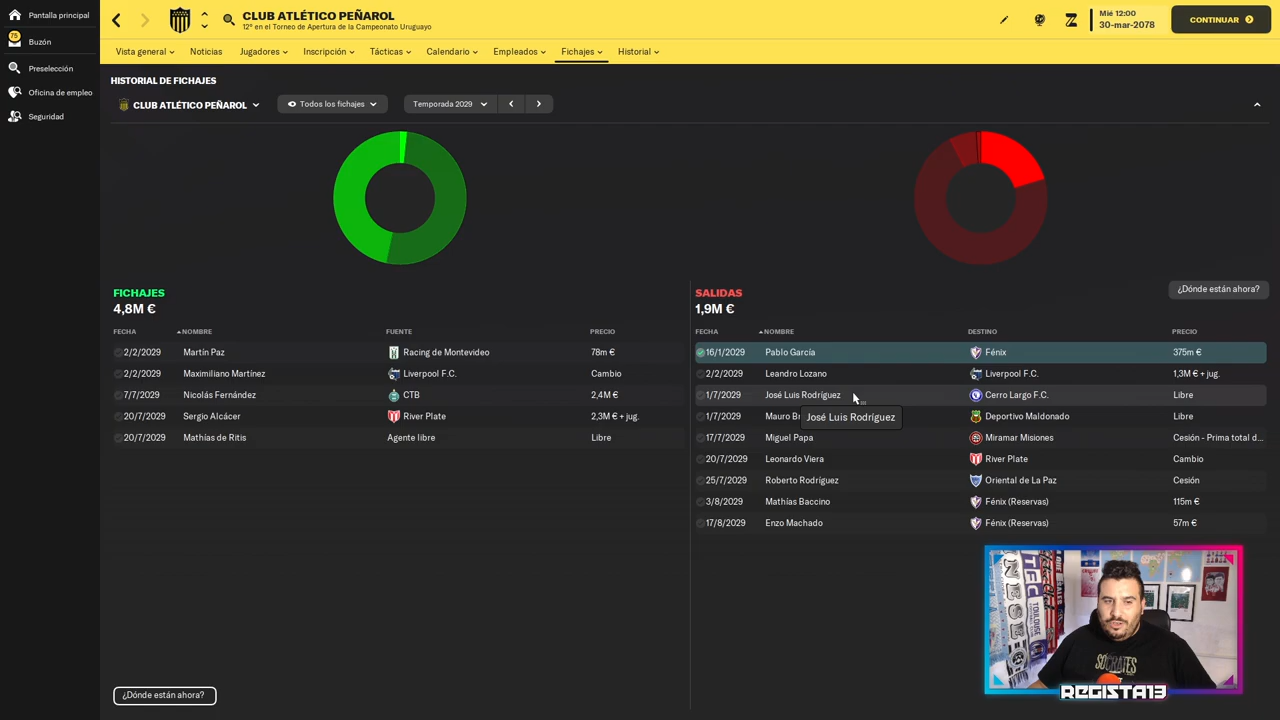 Pantalla principal
75
Buzón
Preselección
Oficina de empleo
Seguridad
CLUB ATLÉTICO PEÑAROL
12º en el Torneo de Apertura de la Campeonato Uruguayo
Mié 12:00
30-mar-2078
CONTINUAR
Vista general Noticias Jugadores Inscripción Tácticas Calendario Empleados Fichajes Historial
HISTORIAL DE FICHAJES
CLUB ATLÉTICO PEÑAROL Todos los fichajes Temporada 2029
FICHAJES
4,8M €
FECHA NOMBRE FUENTE PRECIO
2/2/2029 Martín Paz Racing de Montevideo 78m €
2/2/2029 Maximiliano Martínez Liverpool F.C. Cambio
7/7/2029 Nicolás Fernández CTB 2,4M €
20/7/2029 Sergio Alcácer River Plate 2,3M € + jug.
20/7/2029 Mathías de Ritis Agente libre Libre
¿Dónde están ahora?
SALIDAS
1,9M €
¿Dónde están ahora?
FECHA NOMBRE DESTINO PRECIO
16/1/2029 Pablo García Fénix 375m €
2/2/2029 Leandro Lozano Liverpool F.C. 1,3M € + jug.
1/7/2029 José Luis Rodríguez Cerro Largo F.C. Libre
1/7/2029 Mauro Br Deportivo Maldonado Libre
José Luis Rodríguez
17/7/2029 Miguel Papa Miramar Misiones Cesión - Prima total d...
20/7/2029 Leonardo Viera River Plate Cambio
25/7/2029 Roberto Rodríguez Oriental de La Paz Cesión
3/8/2029 Mathías Baccino Fénix (Reservas) 115m €
17/8/2029 Enzo Machado Fénix (Reservas) 57m €
TOULOUSE
SOCRATES
REGISTA13